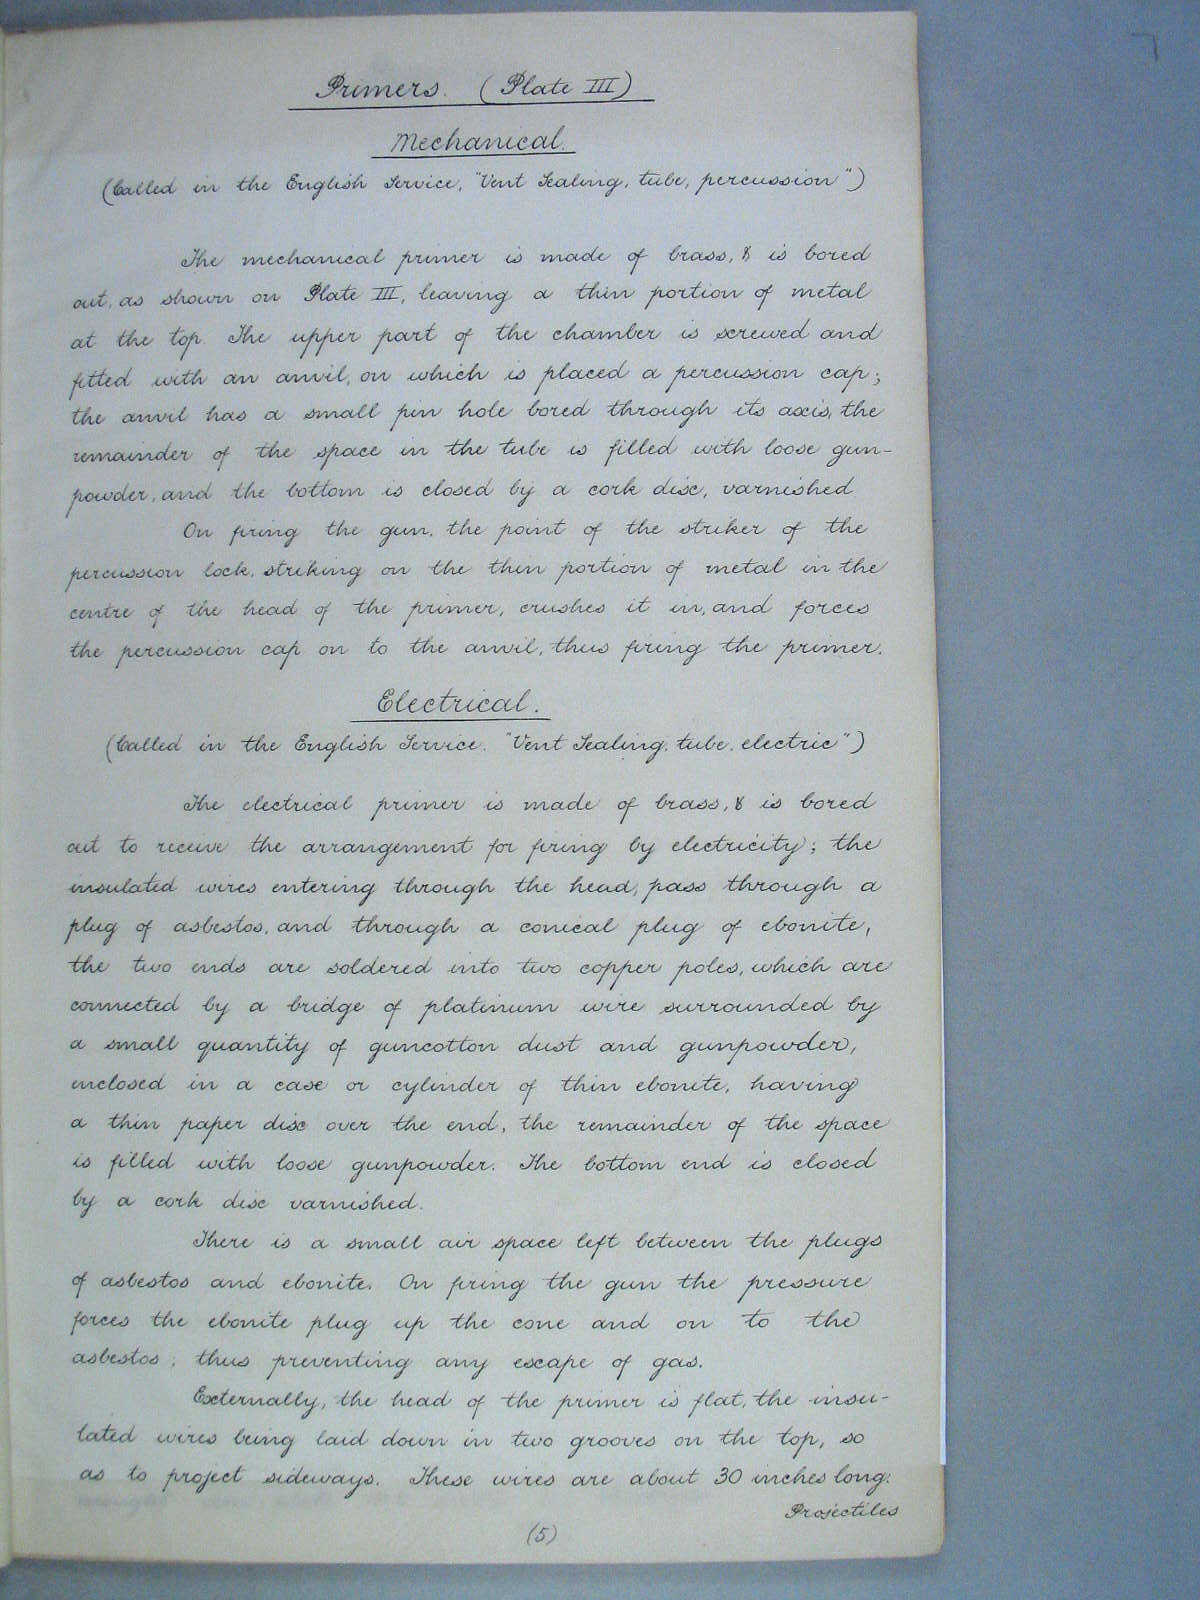 Primers. (Plate III)
Mechanical.
(Called in the English Service, "Vent Sealing, tube, percussion")
The mechanical primer is made of brass, & is bored
out, as shown on Plate III, leaving a thin portion of metal
at the top. The upper part of the chamber is screwed and
fitted with an anvil, on which is placed a percussion cap;
the anvil has a small pin hole bored through its axis, the
remainder of the space in the tube is filled with loose gun-
powder, and the bottom is closed by a cork disc, varnished
On firing the gun, the point of the striker of the
percussion lock, striking on the thin portion of metal in the
centre of the head of the primer, crushes it in, and forces
the percussion cap on to the anvil, thus firing the primer.
Electrical.
(Called in the English Service. "Vent Sealing, tube, electric")
The electrical primer is made of brass, & is bored
out to receive the arrangement for firing by electricity; the
insulated wires entering through the head, pass through a
plug of asbestos, and through a conical plug of ebonite,
the two ends are soldered into two copper poles, which are
connected by a bridge of platinum wire surrounded by
a small quantity of guncotton dust and gunpowder,
inclosed in a case or cylinder of thin ebonite, having
a thin paper disc over the end, the remainder of the space
is filled with loose gunpowder. The bottom end is closed
by a cork disc varnished.
There is a small air space left between the plugs
of asbestos and ebonite. On firing the gun the pressure
forces the ebonite plug up the cone and on to the
asbestos; thus preventing any escape of gas.
Externally, the head of the primer is flat, the insu-
lated wires being laid down in two grooves on the top, so
as to project sideways. These wires are about 30 inches long.
Projectiles
(5)